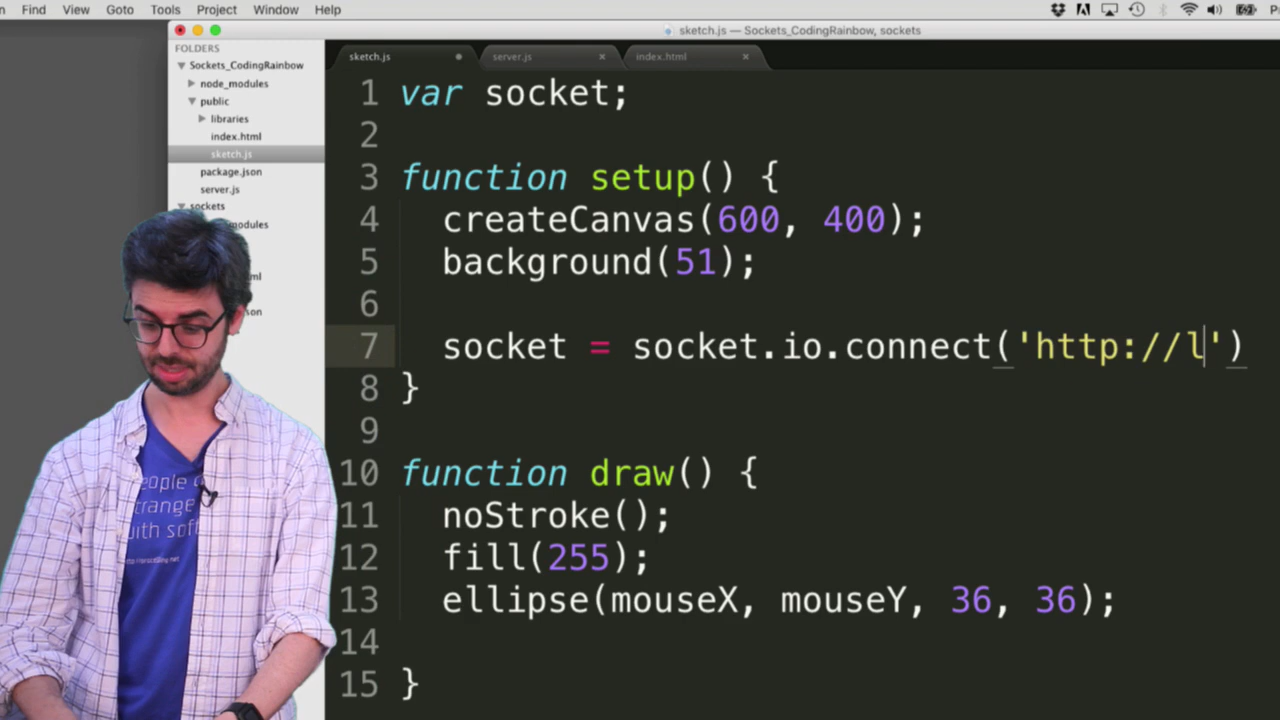 Find View Goto Tools Project Window Help
sketch.js — Sockets_CodingRainbow, sockets
FOLDERS
Sockets_CodingRainbow
node_modules
public
libraries
index.html
sketch.js
package.json
server.js
sockets
sketch.js server.js index.html
1 var socket;
2
3 function setup() {
4 createCanvas(600, 400);
5 background(51);
6
7 socket = socket.io.connect('http://l')
8 }
9
10 function draw() {
11 noStroke();
12 fill(255);
13 ellipse(mouseX, mouseY, 36, 36);
14
15 }
people
trange
with